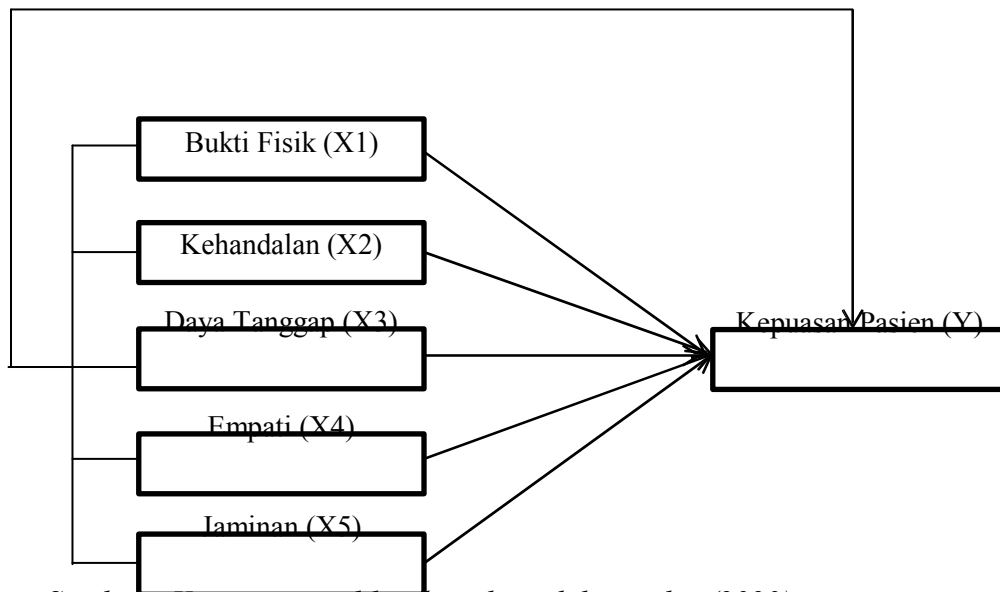 Bukti Fisik (X1)
Kehandalan (X2)
Daya Tanggap (X3)
Kepuasan Pasien (Y)
Empati (X4)
Jaminan (X5)